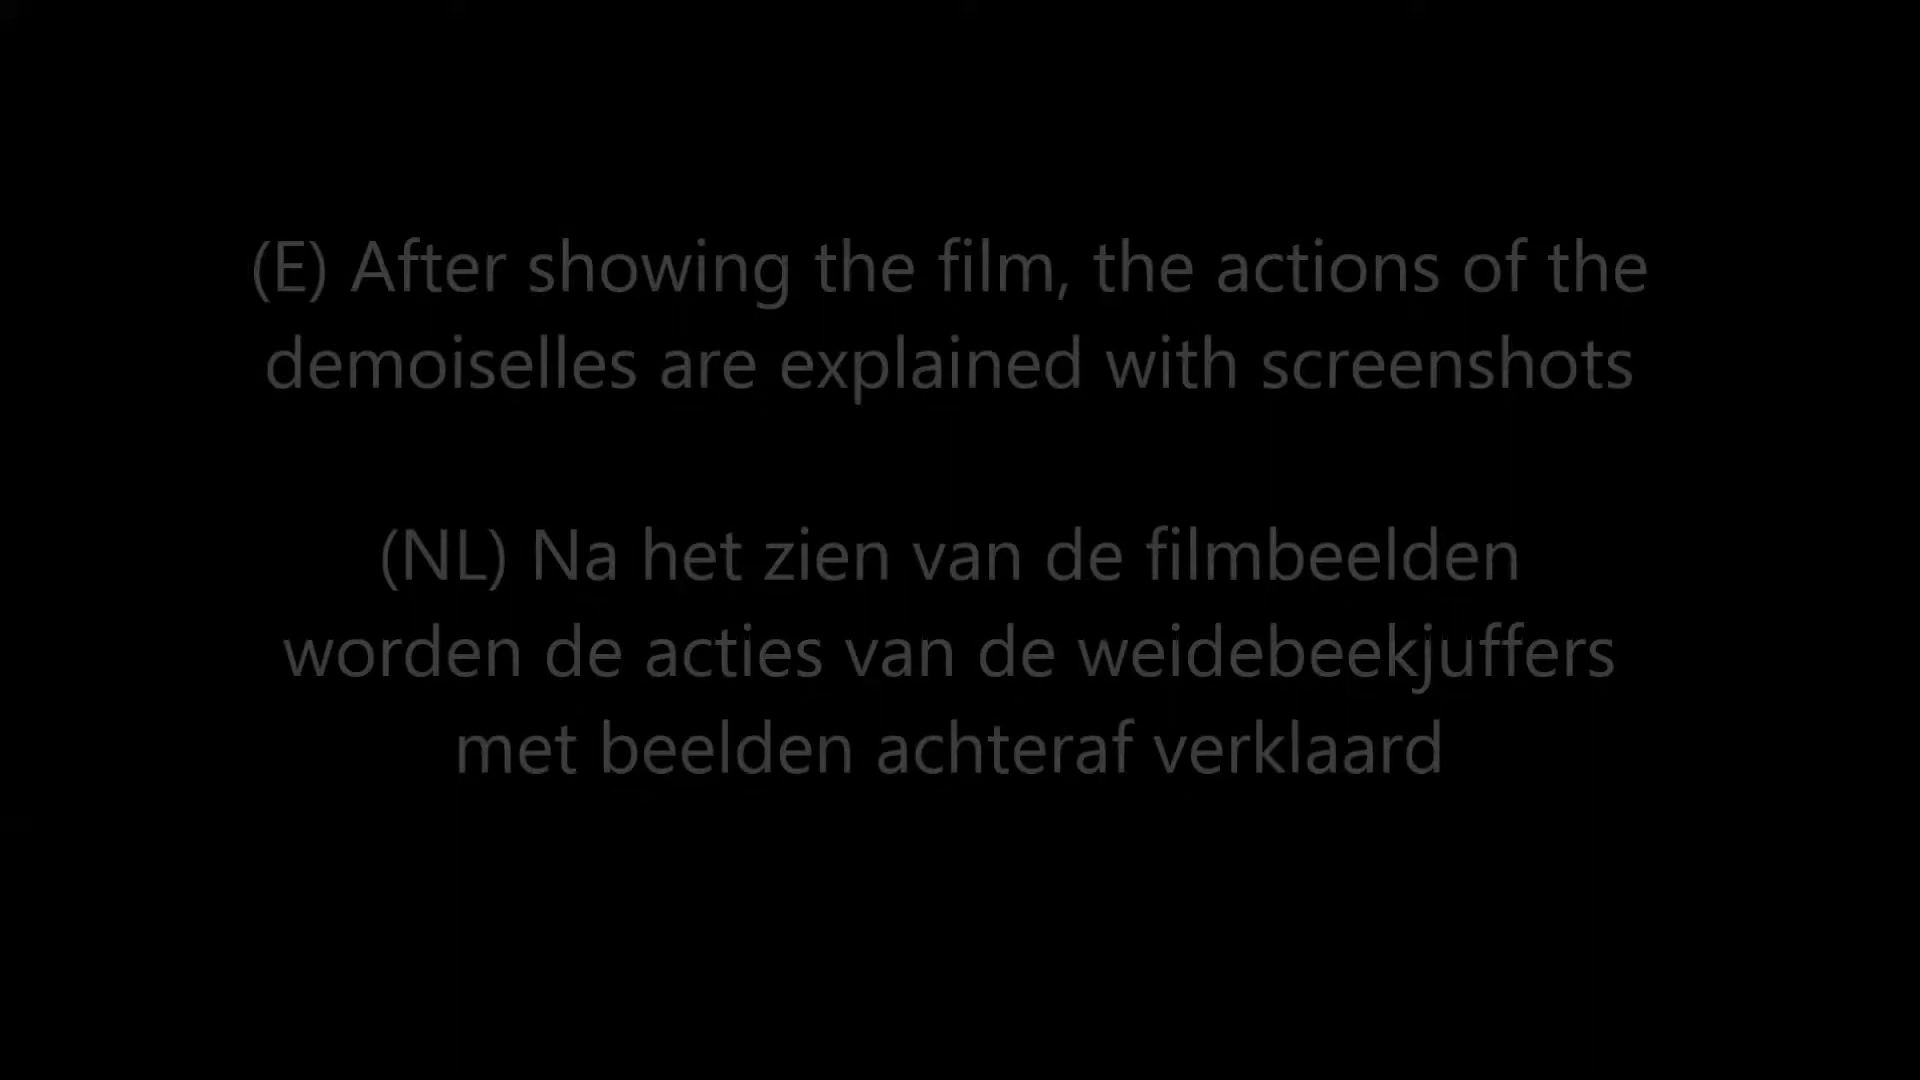 (E) After showing the film, the actions of the
demoiselles are explained with screenshots
(NL) Na het zien van de filmbeelden
worden de acties van de weidebeekjuffers
met beelden achteraf verklaard